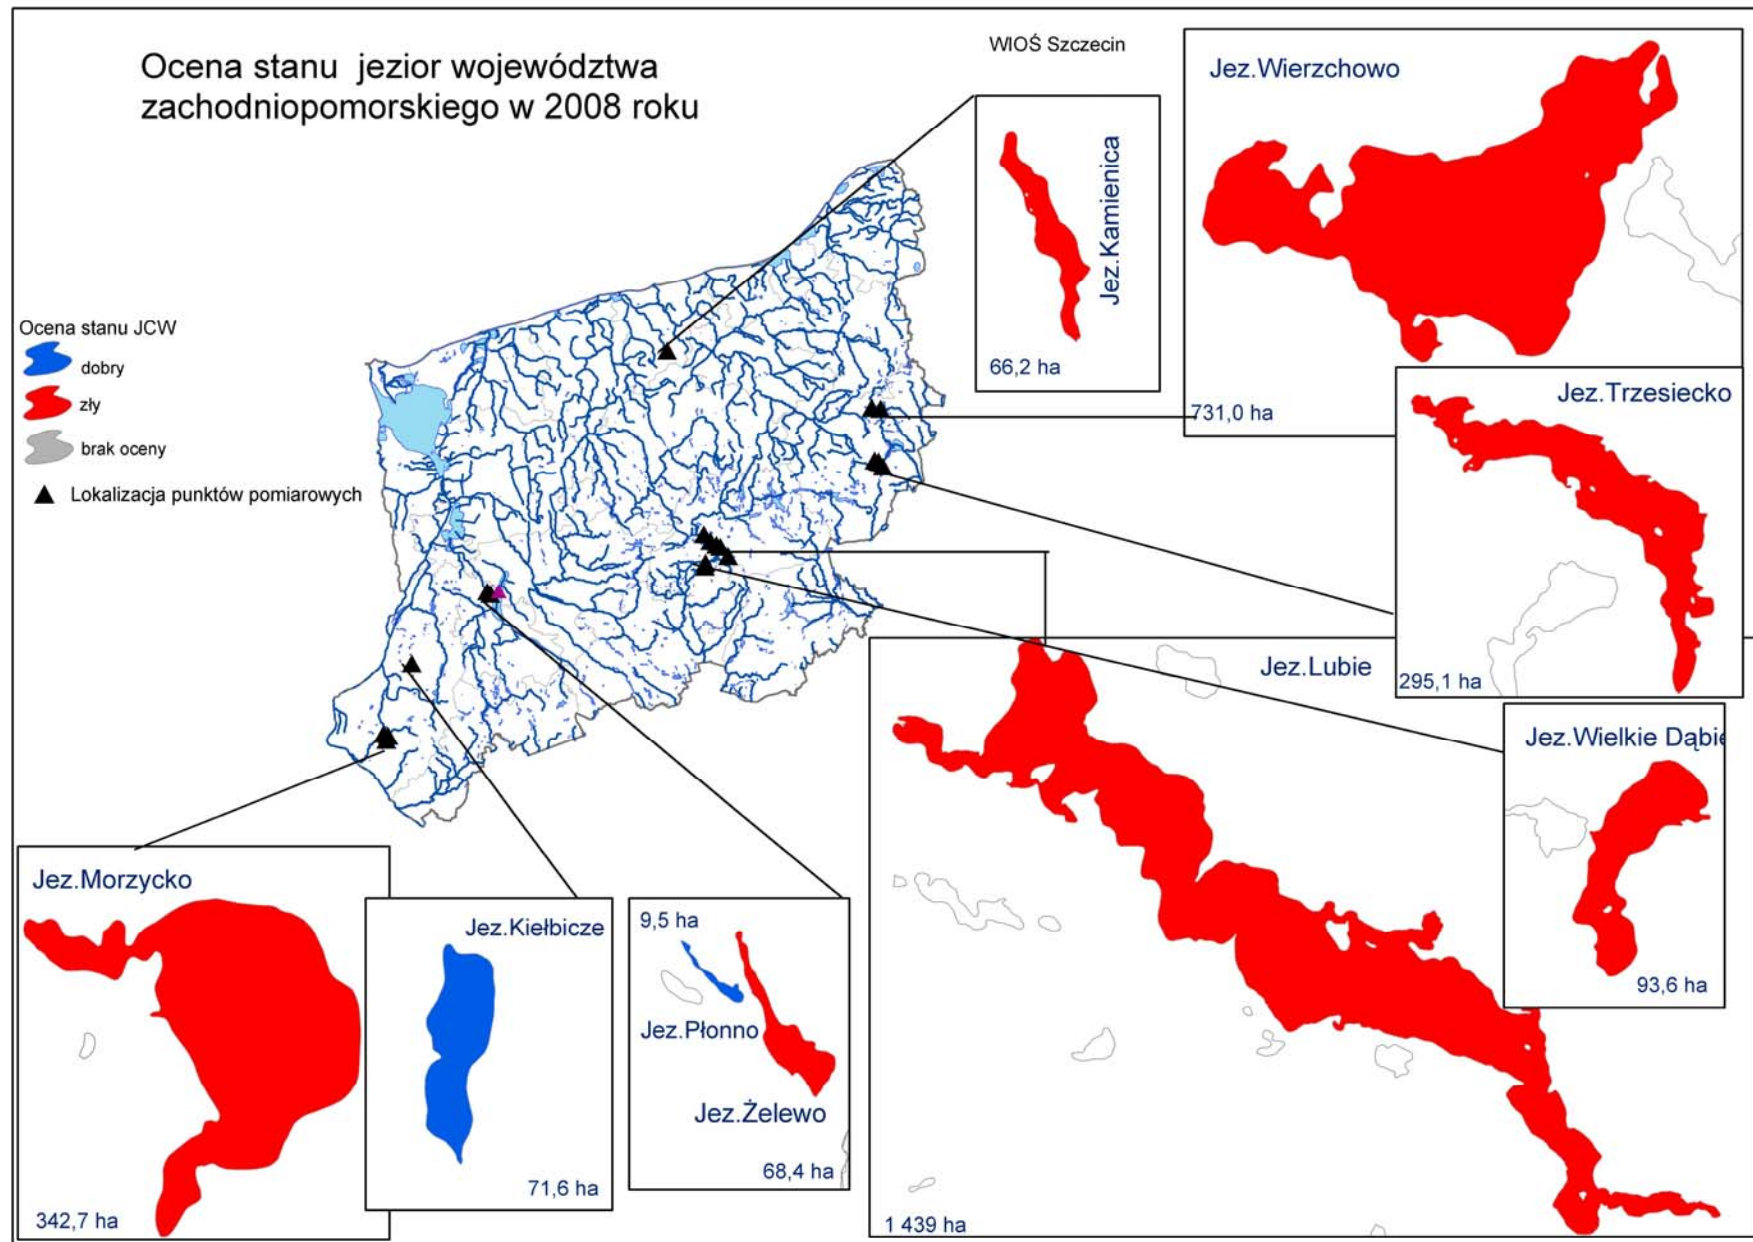 Ocena stanu jezior województwa
zachodniopomorskiego w 2008 roku
WIOŚ Szczecin
Jez.Wierzchowo
731,0 ha
Jez.Kamienica
66,2 ha
Ocena stanu JCW
dobry
zły
brak oceny
Lokalizacja punktów pomiarowych
Jez.Trzesiecko
295,1 ha
Jez.Lubie
1 439 ha
Jez.Wielkie Dąbie
93,6 ha
Jez.Morzycko
342,7 ha
Jez.Kiełbicze
71,6 ha
9,5 ha
Jez.Płonno
Jez.Żelewo
68,4 ha